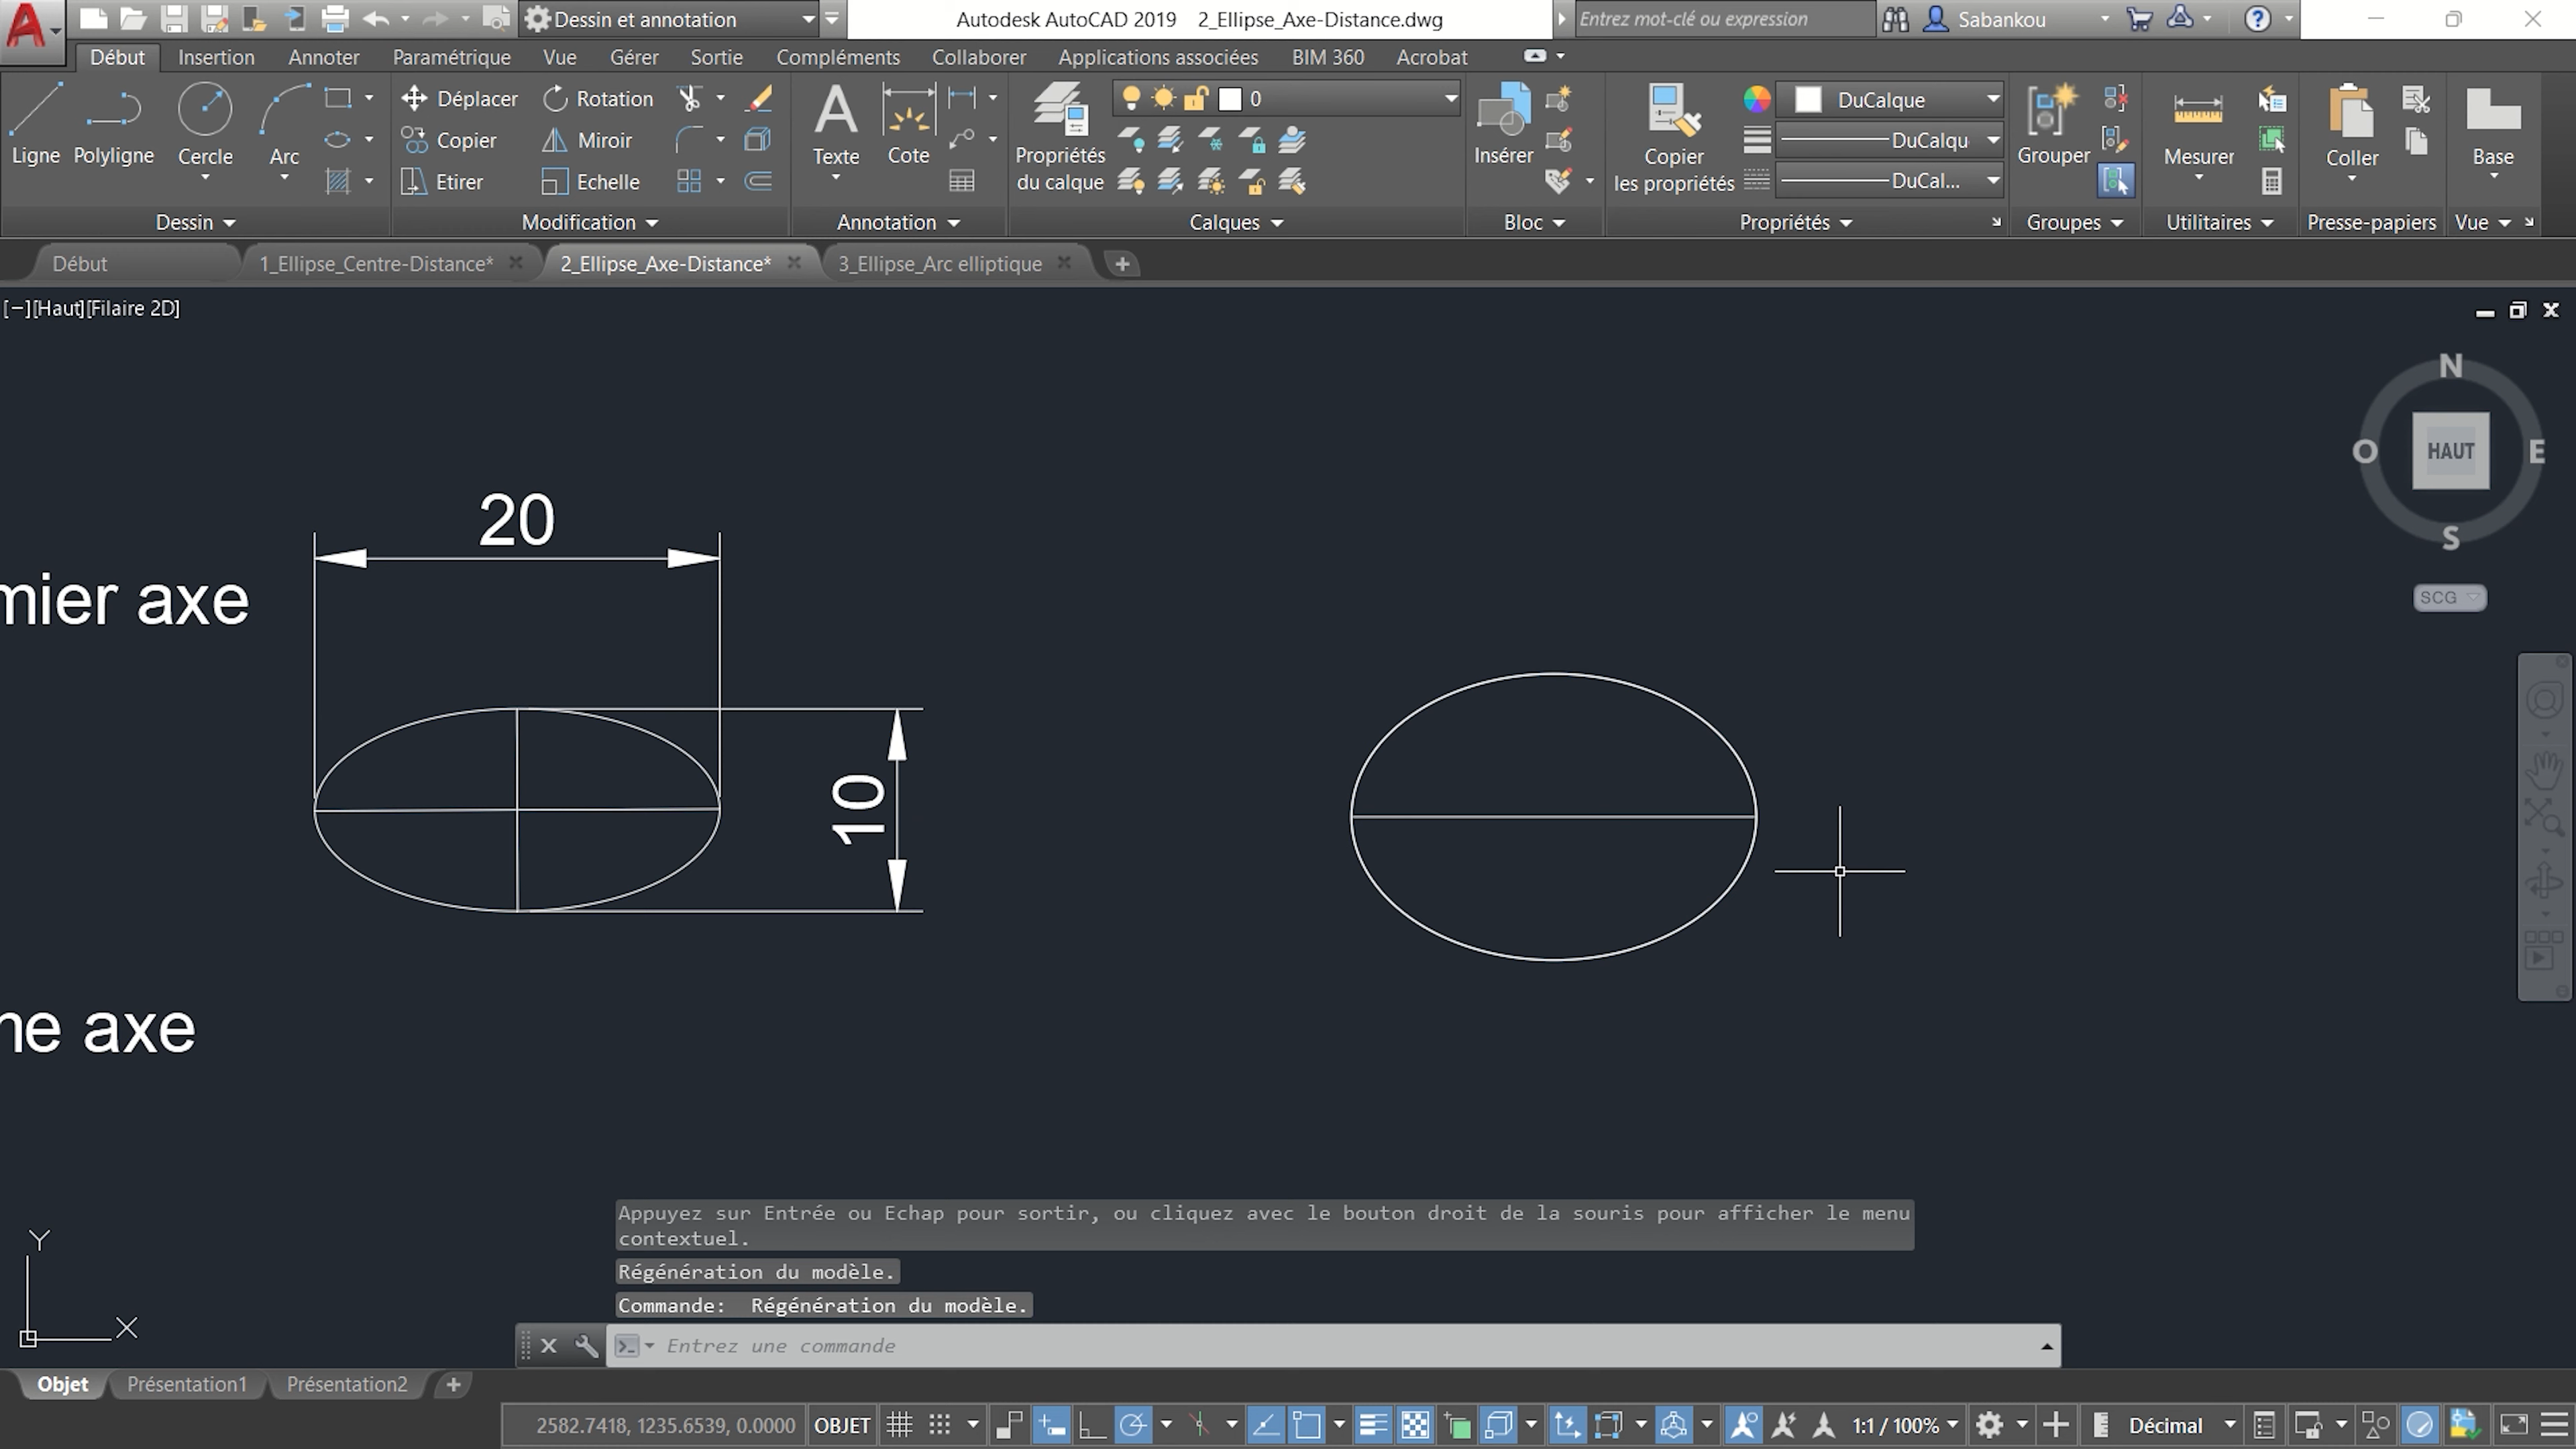 Dessin et annotation
Autodesk AutoCAD 2019 2_Ellipse_Axe-Distance.dwg
Entrez mot-clé ou expression
Sabankou
Début Insertion Annoter Paramétrique Vue Gérer Sortie Compléments Collaborer Applications associées BIM 360 Acrobat
Ligne Polyligne Cercle Arc
Déplacer Rotation
Copier Miroir
Etirer Echelle
Texte Cote
Propriétés du calque
0
Insérer
Copier les propriétés
DuCalque
DuCalqu
DuCal...
Grouper
Mesurer
Coller
Base
Dessin Modification Annotation Calques Bloc Propriétés Groupes Utilitaires Presse-papiers Vue
Début 1_Ellipse_Centre-Distance* 2_Ellipse_Axe-Distance* 3_Ellipse_Arc elliptique
[−][Haut][Filaire 2D]
N
O HAUT E
S
SCG
20
mier axe
10
ne axe
Appuyez sur Entrée ou Echap pour sortir, ou cliquez avec le bouton droit de la souris pour afficher le menu
contextuel.
Régénération du modèle.
Commande: Régénération du modèle.
Entrez une commande
Y
X
Objet Présentation1 Présentation2
2582.7418, 1235.6539, 0.0000 OBJET 1:1 / 100% Décimal